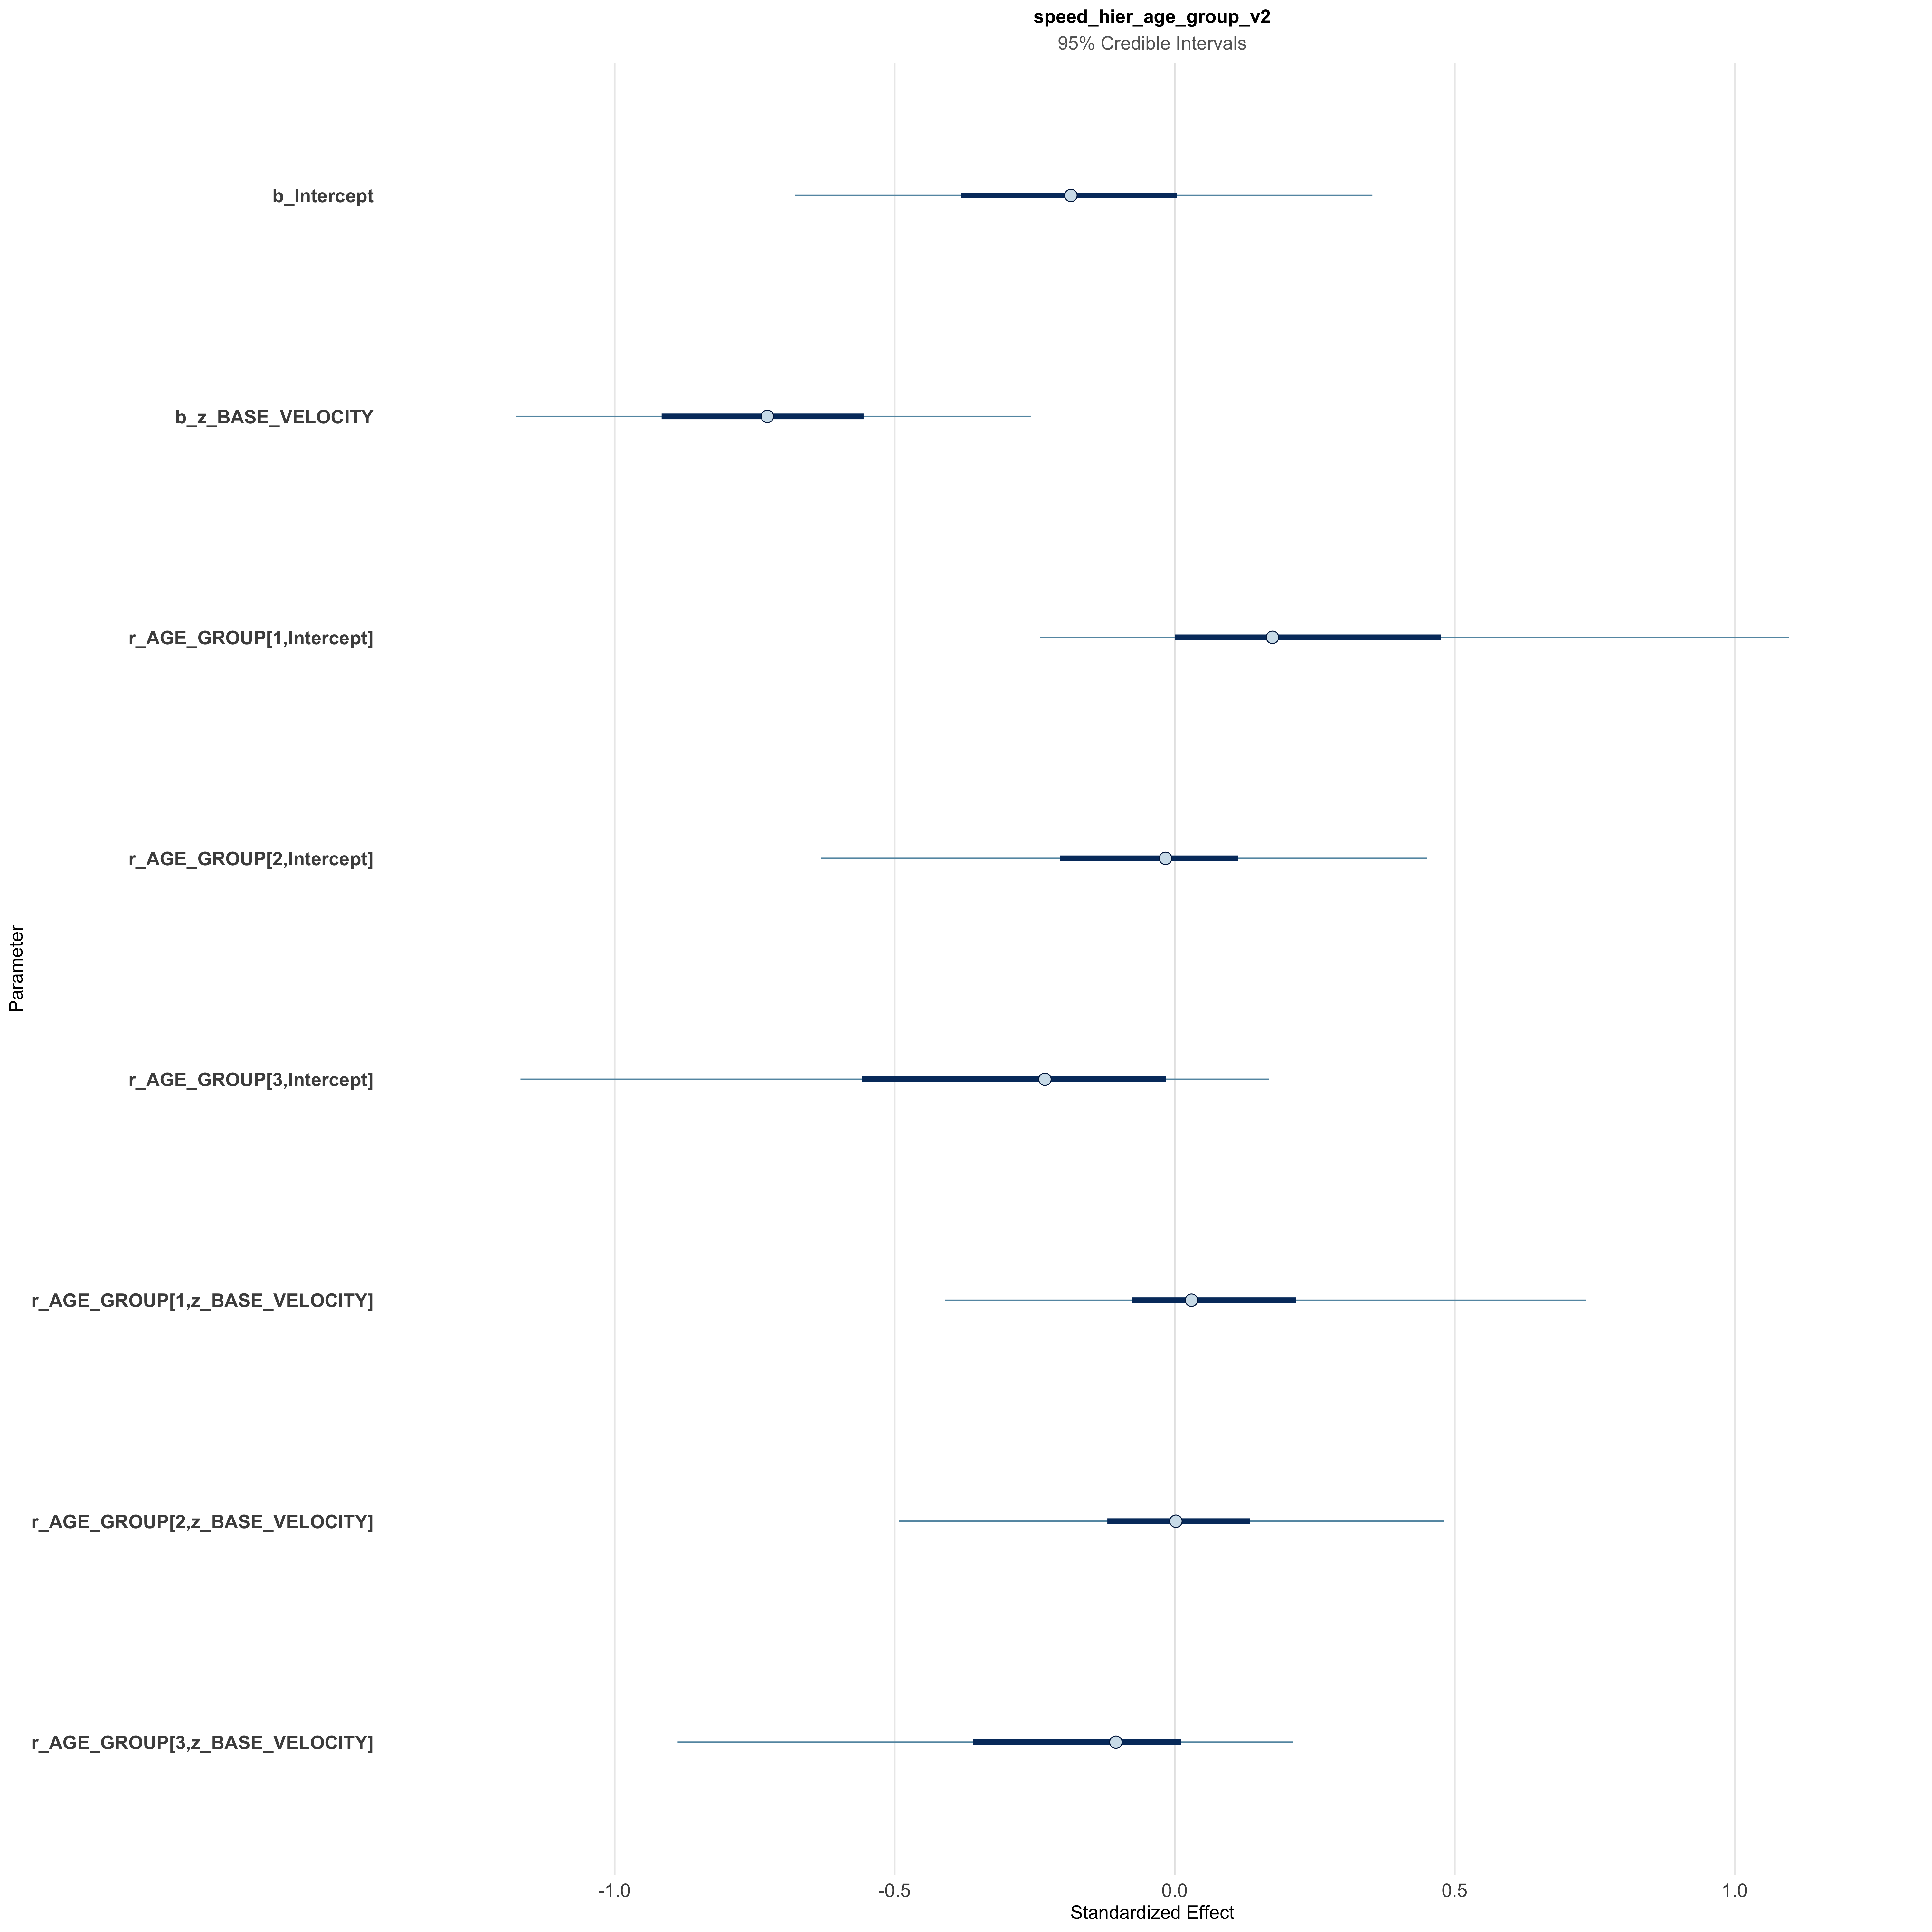 speed_hier_age_group_v2
95% Credible Intervals
b_Intercept
b_z_BASE_VELOCITY
r_AGE_GROUP[1,Intercept]
r_AGE_GROUP[2,Intercept]
r_AGE_GROUP[3,Intercept]
r_AGE_GROUP[1,z_BASE_VELOCITY]
r_AGE_GROUP[2,z_BASE_VELOCITY]
r_AGE_GROUP[3,z_BASE_VELOCITY]
Parameter
-1.0 -0.5 0.0 0.5 1.0
Standardized Effect